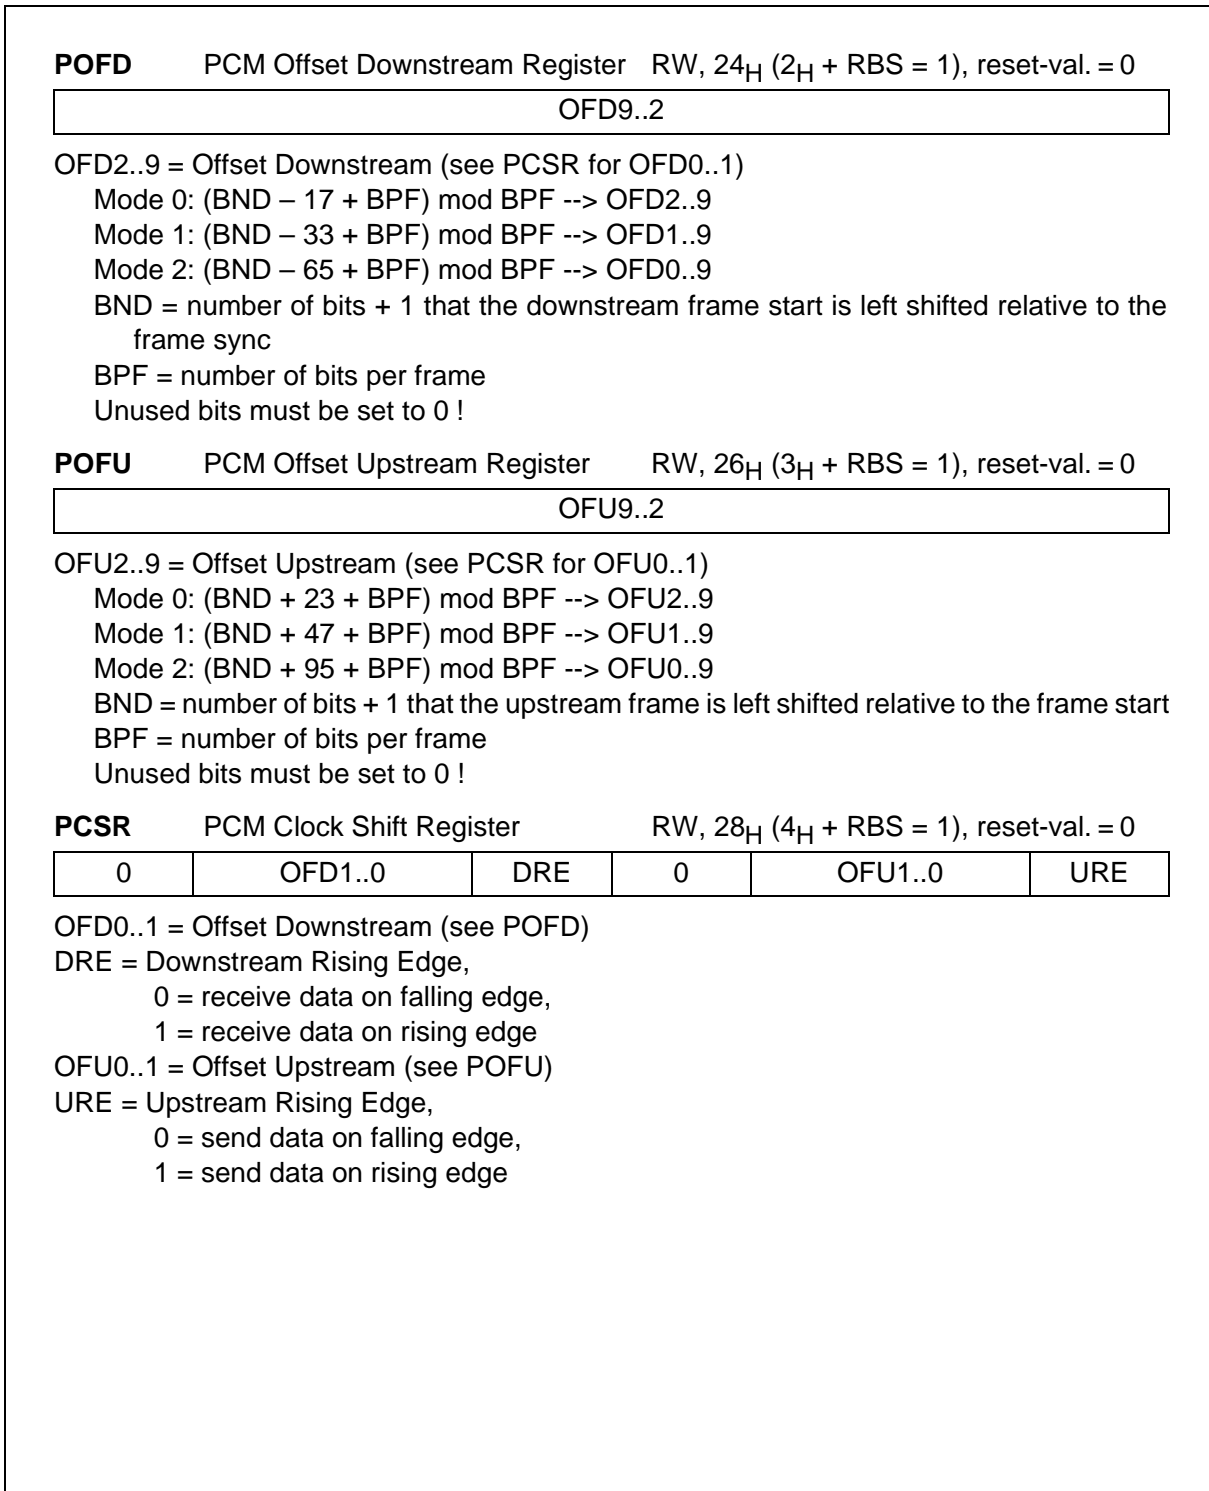 POFD PCM Offset Downstream Register RW, 24H (2H + RBS = 1), reset-val. = 0
OFD9..2
OFD2..9 = Offset Downstream (see PCSR for OFD0..1)
Mode 0: (BND – 17 + BPF) mod BPF --> OFD2..9
Mode 1: (BND – 33 + BPF) mod BPF --> OFD1..9
Mode 2: (BND – 65 + BPF) mod BPF --> OFD0..9
BND = number of bits + 1 that the downstream frame start is left shifted relative to the
frame sync
BPF = number of bits per frame
Unused bits must be set to 0 !
POFU PCM Offset Upstream Register RW, 26H (3H + RBS = 1), reset-val. = 0
OFU9..2
OFU2..9 = Offset Upstream (see PCSR for OFU0..1)
Mode 0: (BND + 23 + BPF) mod BPF --> OFU2..9
Mode 1: (BND + 47 + BPF) mod BPF --> OFU1..9
Mode 2: (BND + 95 + BPF) mod BPF --> OFU0..9
BND = number of bits + 1 that the upstream frame is left shifted relative to the frame start
BPF = number of bits per frame
Unused bits must be set to 0 !
PCSR PCM Clock Shift Register RW, 28H (4H + RBS = 1), reset-val. = 0
0 OFD1..0 DRE 0 OFU1..0 URE
OFD0..1 = Offset Downstream (see POFD)
DRE = Downstream Rising Edge,
0 = receive data on falling edge,
1 = receive data on rising edge
OFU0..1 = Offset Upstream (see POFU)
URE = Upstream Rising Edge,
0 = send data on falling edge,
1 = send data on rising edge